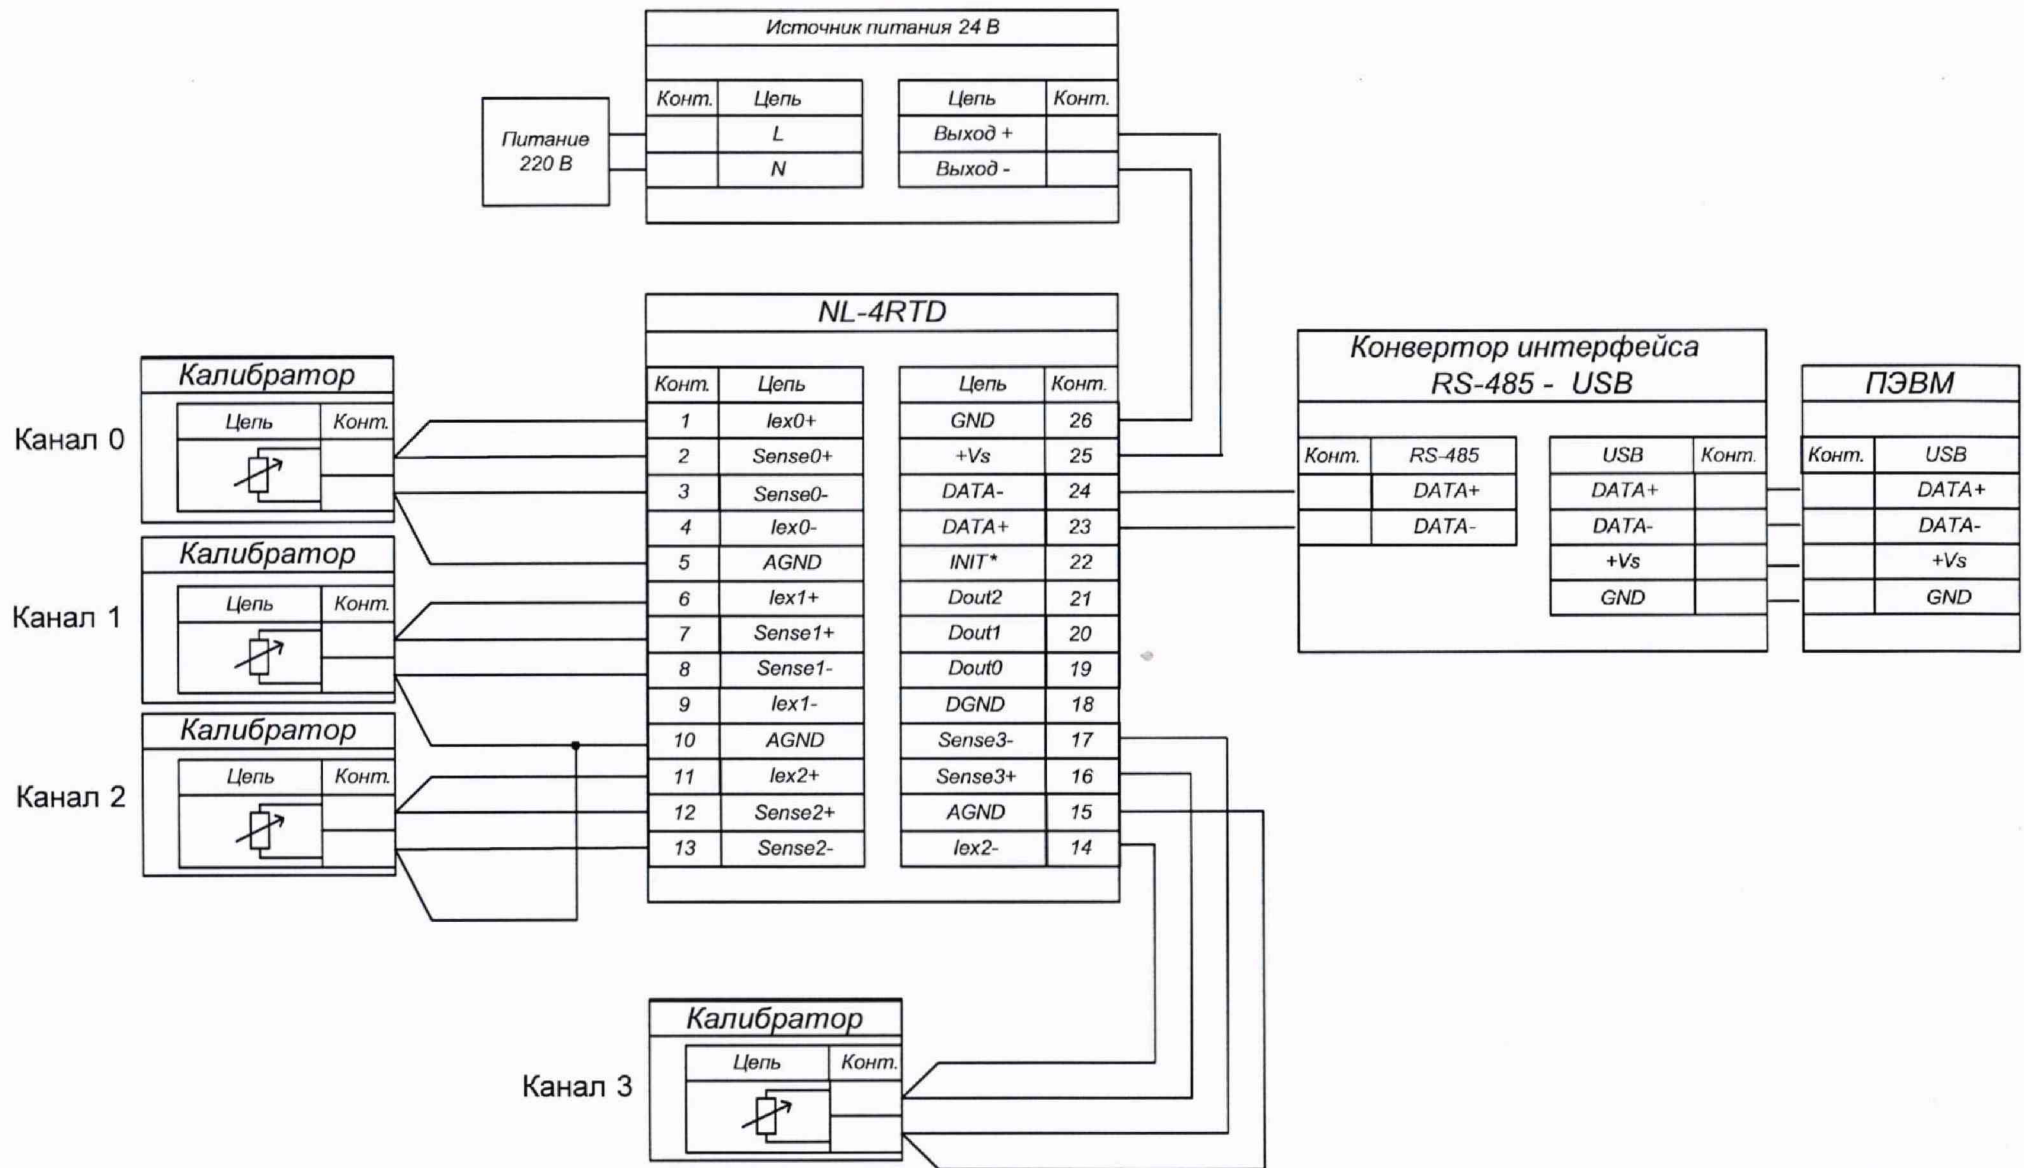 Источник питания 24 В
Конт. Цепь Цепь Конт.
Питание 220 В
L Выход +
N Выход -
NL-4RTD
Конт. Цепь Цепь Конт.
1 Iex0+ GND 26
2 Sense0+ +Vs 25
3 Sense0- DATA- 24
4 Iex0- DATA+ 23
5 AGND INIT* 22
6 Iex1+ Dout2 21
7 Sense1+ Dout1 20
8 Sense1- Dout0 19
9 Iex1- DGND 18
10 AGND Sense3- 17
11 Iex2+ Sense3+ 16
12 Sense2+ AGND 15
13 Sense2- Iex2- 14
Калибратор
Цепь Конт.
Канал 0
Калибратор
Цепь Конт.
Канал 1
Калибратор
Цепь Конт.
Канал 2
Конвертор интерфейса
RS-485 - USB
Конт. RS-485 USB Конт.
DATA+ DATA+
DATA- DATA-
+Vs
GND
ПЭВМ
Конт. USB
DATA+
DATA-
+Vs
GND
Калибратор
Цепь Конт.
Канал 3